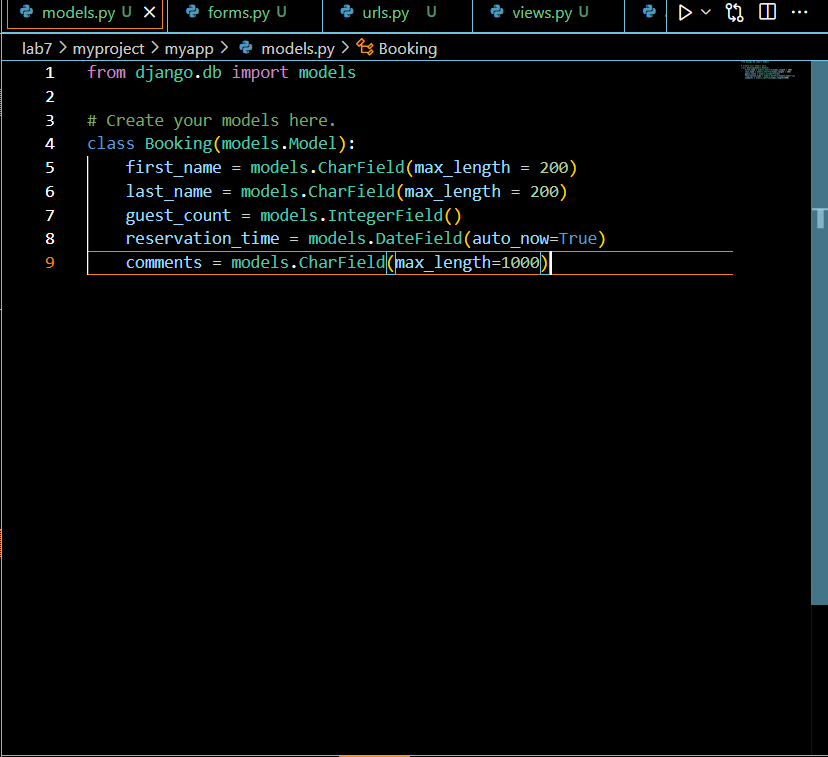 models.py U
forms.py U
urls.py U
views.py U
lab7 > myproject > myapp > models.py > Booking
1 from django.db import models
2
3 # Create your models here.
4 class Booking(models.Model):
5 first_name = models.CharField(max_length = 200)
6 last_name = models.CharField(max_length = 200)
7 guest_count = models.IntegerField()
8 reservation_time = models.DateField(auto_now=True)
9 comments = models.CharField(max_length=1000)